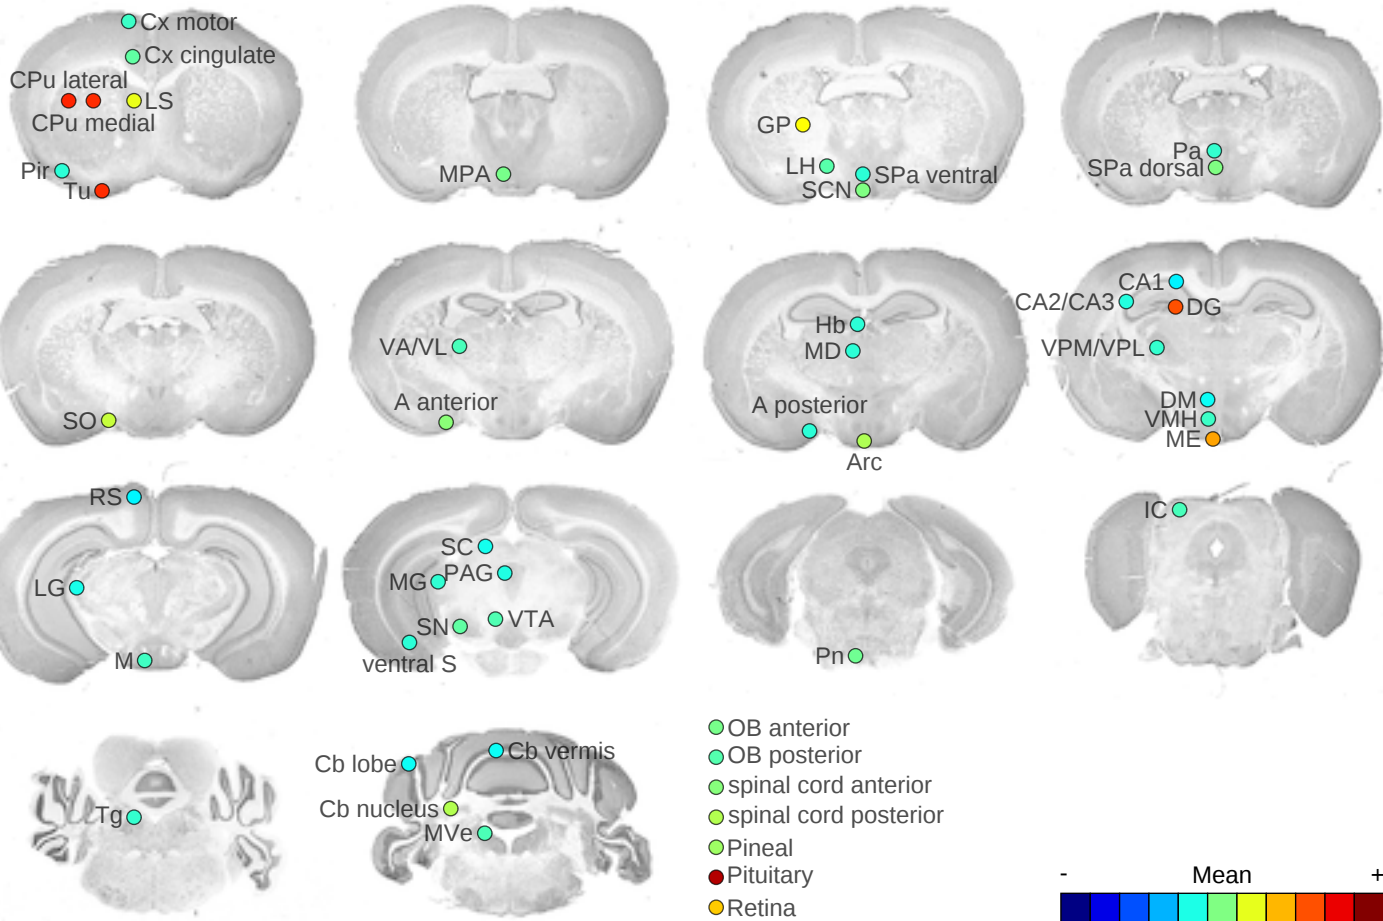 Cx motor
Cx cingulate
CPu lateral
LS
CPu medial
Pir
Tu
MPA
GP
LH
SPa ventral
SCN
Pa
SPa dorsal
SO
VA/VL
A anterior
Hb
MD
A posterior
Arc
CA1
CA2/CA3
DG
VPM/VPL
DM
VMH
ME
RS
LG
M
SC
PAG
MG
VTA
SN
ventral S
Pn
IC
Tg
Cb vermis
Cb lobe
Cb nucleus
MVe
OB anterior
OB posterior
spinal cord anterior
spinal cord posterior
Pineal
Pituitary
Retina
- Mean +